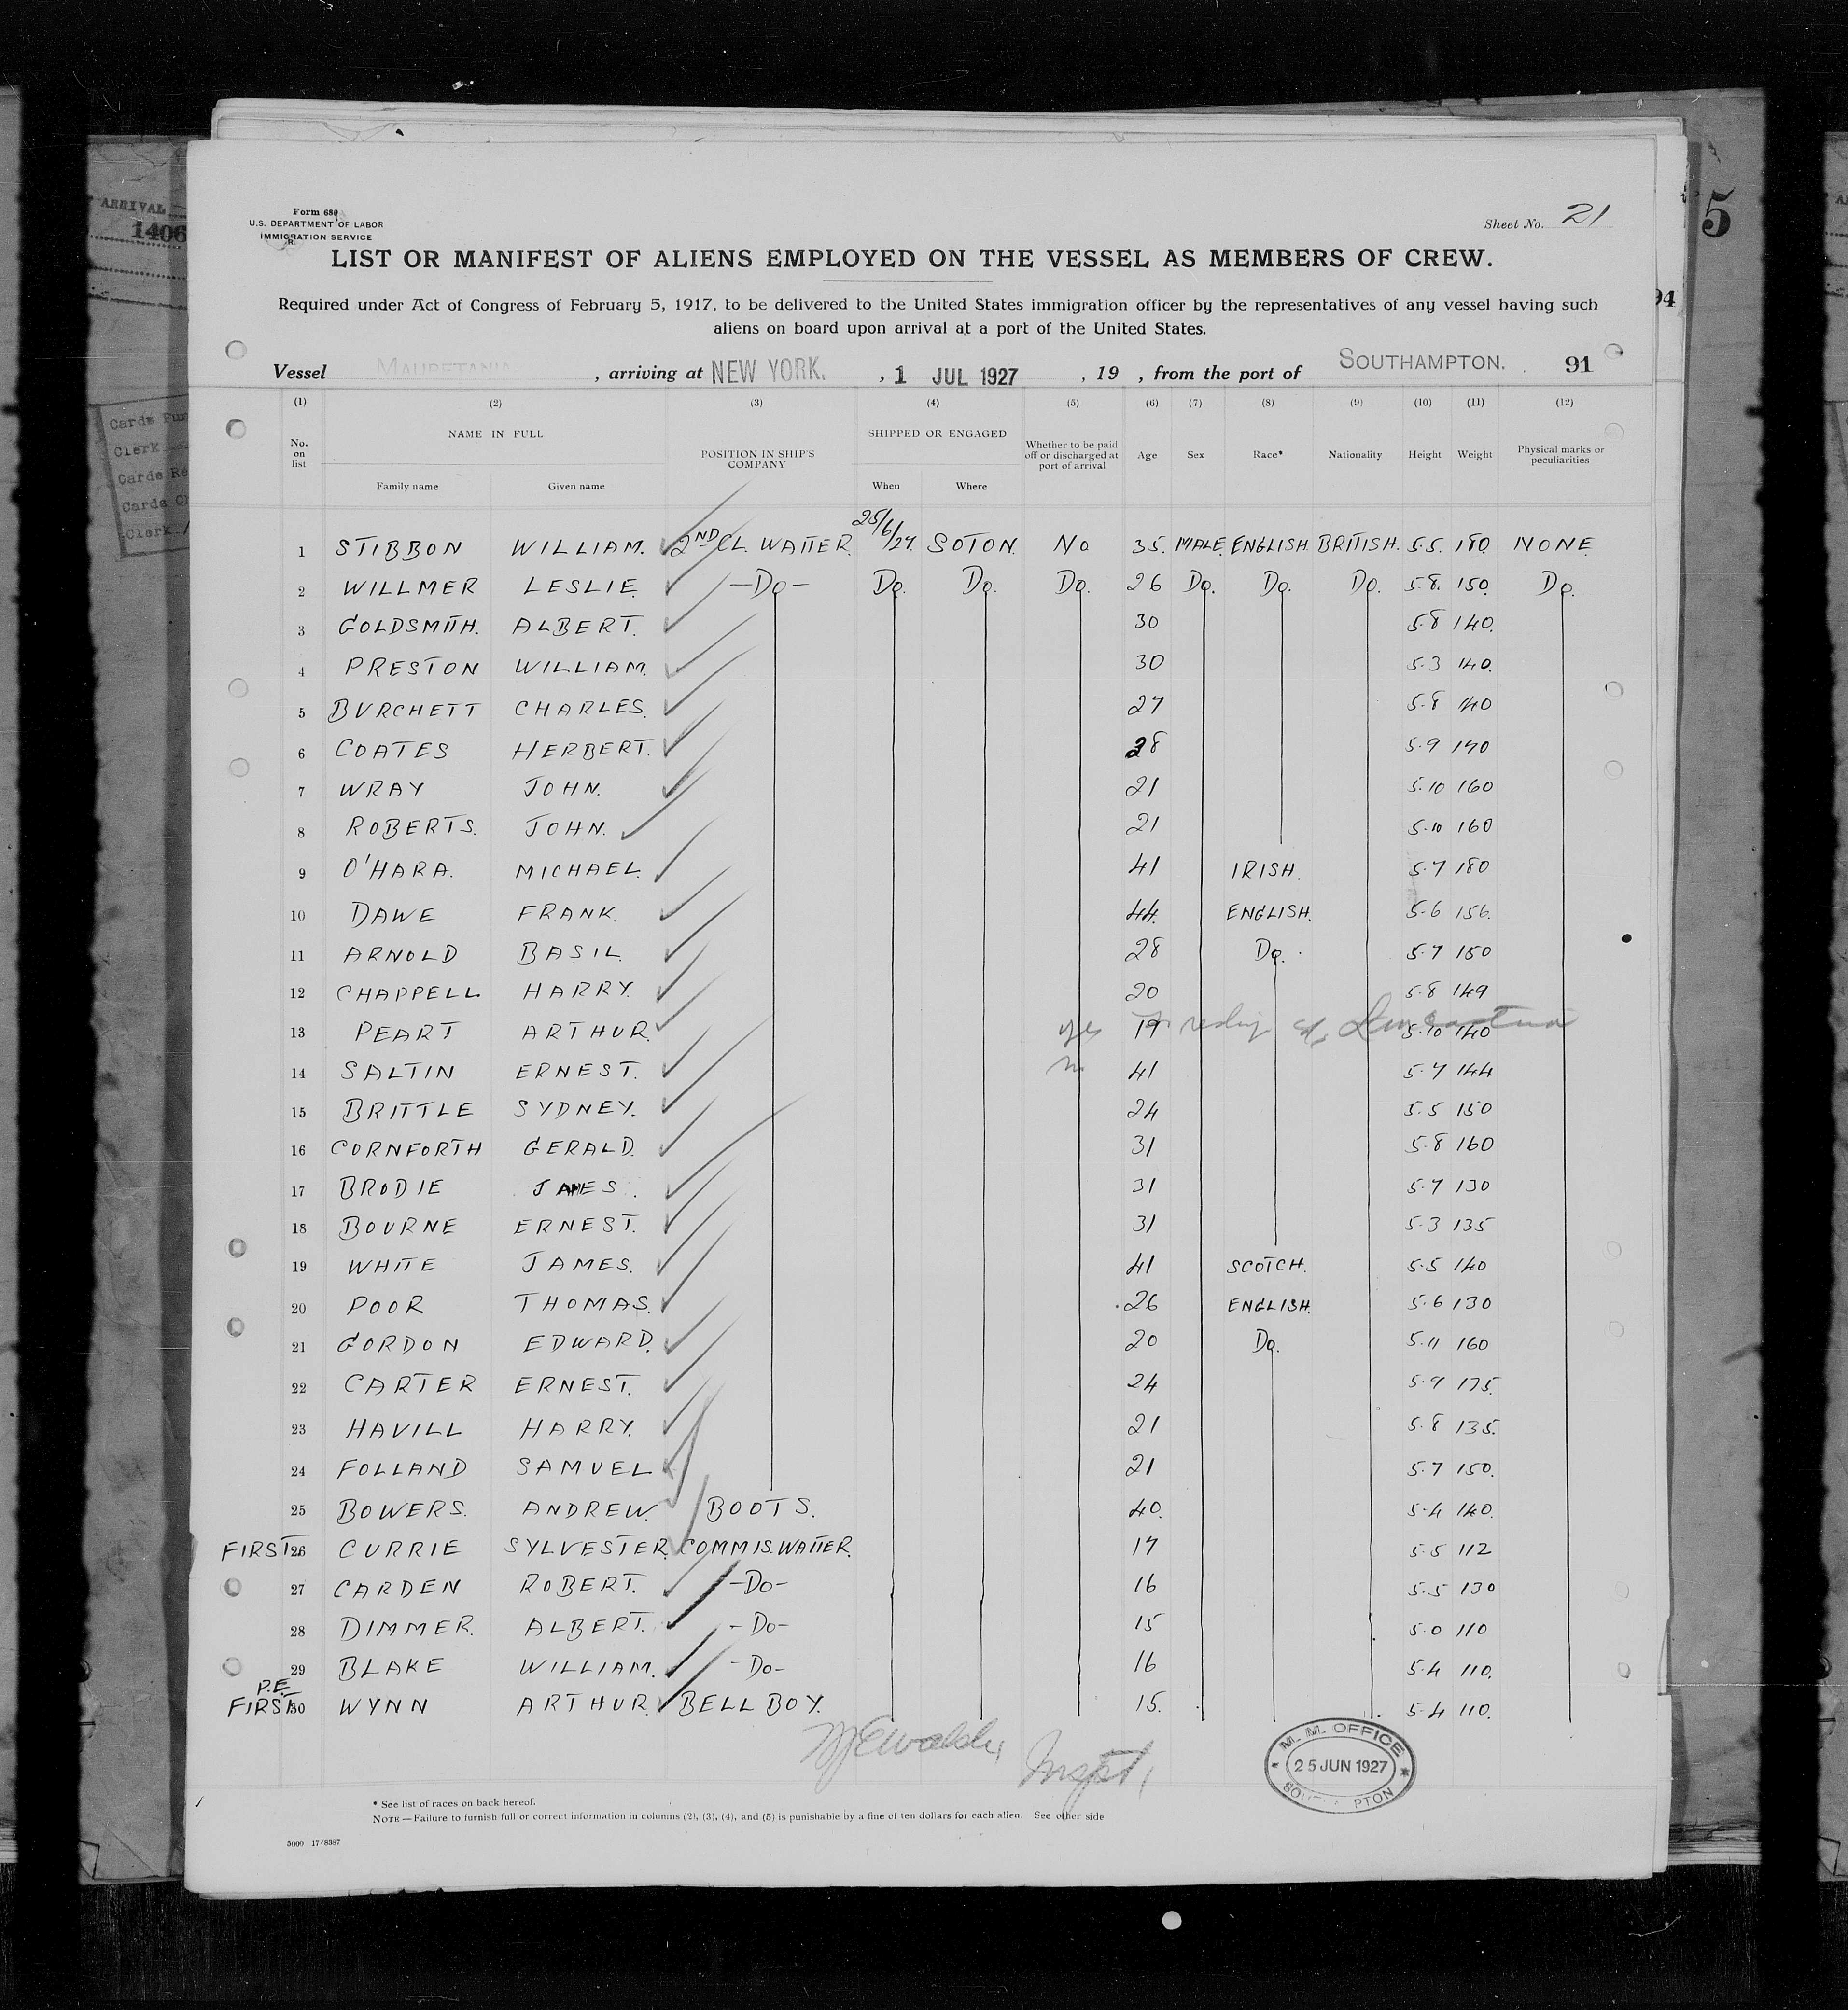 ARRIVAL
1406
5
94
Cards Fur
Clerk
Cards Re
Cards C
Clerk
Form 680
U.S. DEPARTMENT OF LABOR
IMMIGRATION SERVICE
Sheet No. 21
LIST OR MANIFEST OF ALIENS EMPLOYED ON THE VESSEL AS MEMBERS OF CREW.
Required under Act of Congress of February 5, 1917, to be delivered to the United States immigration officer by the representatives of any vessel having such
aliens on board upon arrival at a port of the United States.
Vessel MAURETANIA, arriving at NEW YORK., 1 JUL 1927, 19 , from the port of SOUTHAMPTON. 91
(1) (2) (3) (4) (5) (6) (7) (8) (9) (10) (11) (12)
No. on list NAME IN FULL POSITION IN SHIP'S COMPANY SHIPPED OR ENGAGED Whether to be paid off or discharged at port of arrival Age Sex Race* Nationality Height Weight Physical marks or peculiarities
Family name Given name When Where
1 STIBBON WILLIAM. 2ND CL. WAITER. 25/6/27. SOTON. No 35. MALE. ENGLISH. BRITISH. 5.5. 180. NONE
2 WILLMER LESLIE. -Do- Do. Do. Do. 26 Do. Do. Do. 5.8. 150. Do.
3 GOLDSMITH. ALBERT. 30 5.8 140.
4 PRESTON WILLIAM. 30 5.3 140.
5 BURCHETT CHARLES. 27 5.8 140
6 COATES HERBERT. 28 5.9 140
7 WRAY JOHN. 21 5.10 160
8 ROBERTS. JOHN. 21 5.10 160
9 O'HARA. MICHAEL. 41 IRISH. 5.7 180
10 DAWE FRANK. 44. ENGLISH. 5.6 156.
11 ARNOLD BASIL. 28 Do. 5.7 150
12 CHAPPELL HARRY. 20 5.8 149
13 PEART ARTHUR. yes 19 5.10 140
14 SALTIN ERNEST. no 41 5.7 144
15 BRITTLE SYDNEY. 24 5.5 150
16 CORNFORTH GERALD. 31 5.8 160
17 BRODIE JAMES. 31 5.7 130
18 BOURNE ERNEST. 31 5.3 135
19 WHITE JAMES. 41 SCOTCH. 5.5 140
20 POOR THOMAS. 26 ENGLISH. 5.6 130
21 GORDON EDWARD. 20 Do. 5.11 160
22 CARTER ERNEST. 24 5.9 175.
23 HAVILL HARRY. 21 5.8 135.
24 FOLLAND SAMUEL 21 5.7 150.
25 BOWERS. ANDREW. BOOTS. 40. 5.4 140.
FIRST 26 CURRIE SYLVESTER. COMMIS. WAITER. 17 5.5 112
27 CARDEN ROBERT. -Do- 16 5.5 130
28 DIMMER. ALBERT. -Do- 15 5.0 110
29 BLAKE WILLIAM. -Do- 16 5.4 110.
P.E. FIRST 30 WYNN ARTHUR. BELL BOY. 15. 5.4 110.
Inspt,
M. M. OFFICE
25 JUN 1927
SOUTHAMPTON
* See list of races on back hereof.
NOTE—Failure to furnish full or correct information in columns (2), (3), (4), and (5) is punishable by a fine of ten dollars for each alien. See other side
5000 17/8387